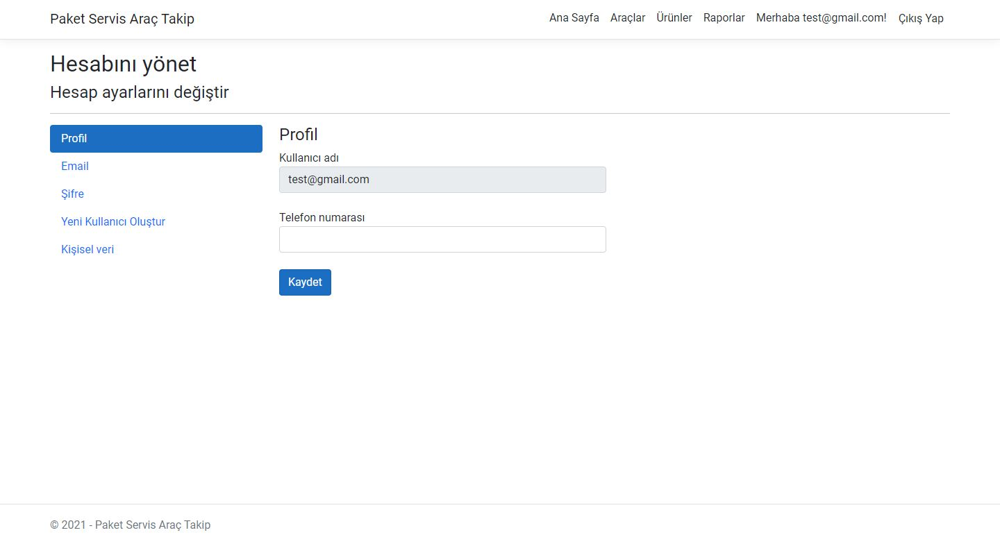 Paket Servis Araç Takip
Ana Sayfa Araçlar Ürünler Raporlar Merhaba test@gmail.com! Çıkış Yap
Hesabını yönet
Hesap ayarlarını değiştir
Profil
Email
Şifre
Yeni Kullanıcı Oluştur
Kişisel veri
Profil
Kullanıcı adı
test@gmail.com
Telefon numarası
Kaydet
© 2021 - Paket Servis Araç Takip